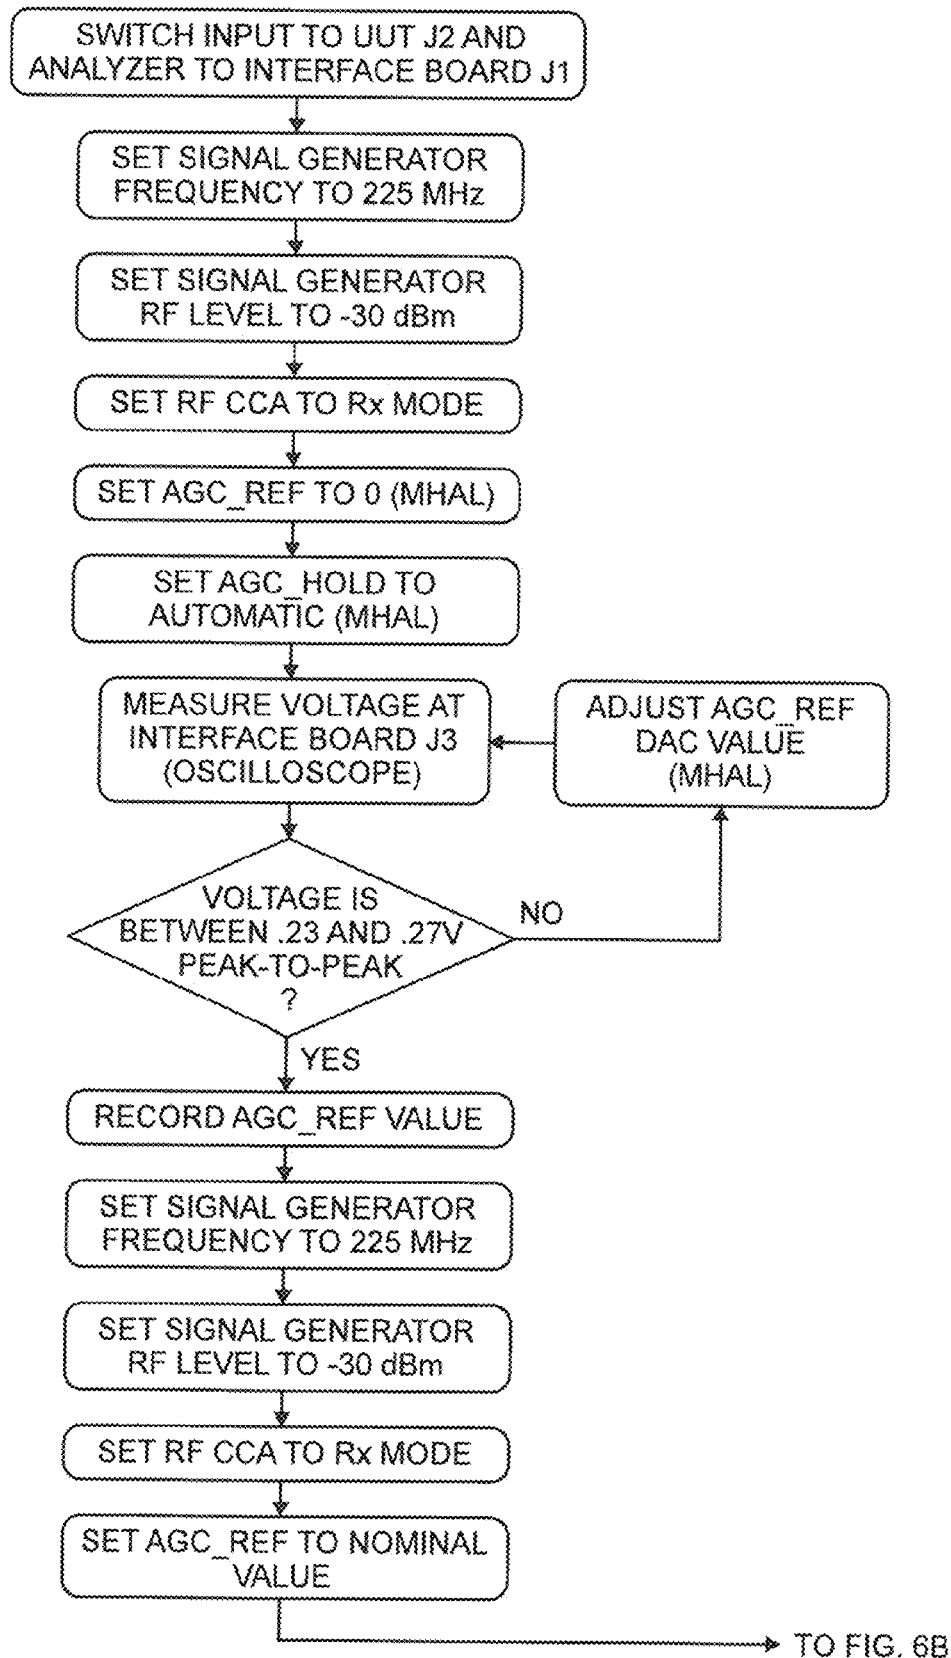 SWITCH INPUT TO UUT J2 AND
ANALYZER TO INTERFACE BOARD J1
SET SIGNAL GENERATOR
FREQUENCY TO 225 MHz
SET SIGNAL GENERATOR
RF LEVEL TO -30 dBm
SET RF CCA TO Rx MODE
SET AGC_REF TO 0 (MHAL)
SET AGC_HOLD TO
AUTOMATIC (MHAL)
MEASURE VOLTAGE AT
INTERFACE BOARD J3
(OSCILLOSCOPE)
ADJUST AGC_REF
DAC VALUE
(MHAL)
VOLTAGE IS
BETWEEN .23 AND .27V
PEAK-TO-PEAK
?
NO
YES
RECORD AGC_REF VALUE
SET SIGNAL GENERATOR
FREQUENCY TO 225 MHz
SET SIGNAL GENERATOR
RF LEVEL TO -30 dBm
SET RF CCA TO Rx MODE
SET AGC_REF TO NOMINAL
VALUE
TO FIG. 6B